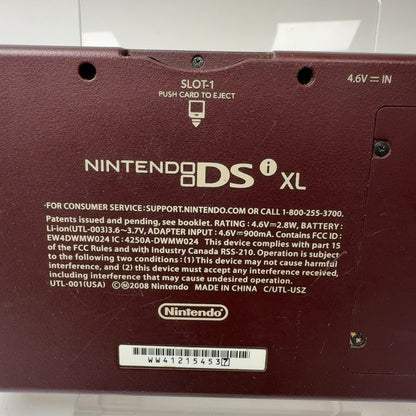 SLOT-1
PUSH CARD TO EJECT
4.6V ⎓ IN
NINTENDO DSi XL
FOR CONSUMER SERVICE: SUPPORT.NINTENDO.COM OR CALL 1-800-255-3700.
Patents issued and pending, see booklet. RATING : 4.6V⎓2.8W, BATTERY :
Li-ion(UTL-003)3.6~3.7V, ADAPTER INPUT : 4.6V⎓900mA. Contains FCC ID :
EW4DWMW024 IC : 4250A-DWMW024 This device complies with part 15
of the FCC Rules and with Industry Canada RSS-210. Operation is subject
to the following two conditions : (1) This device may not cause harmful
interference, and (2) this device must accept any interference received,
including interference that may cause undesired operation.
UTL-001(USA) ©Ⓜ2008 Nintendo MADE IN CHINA C/UTL-USZ
Nintendo
WW412154537